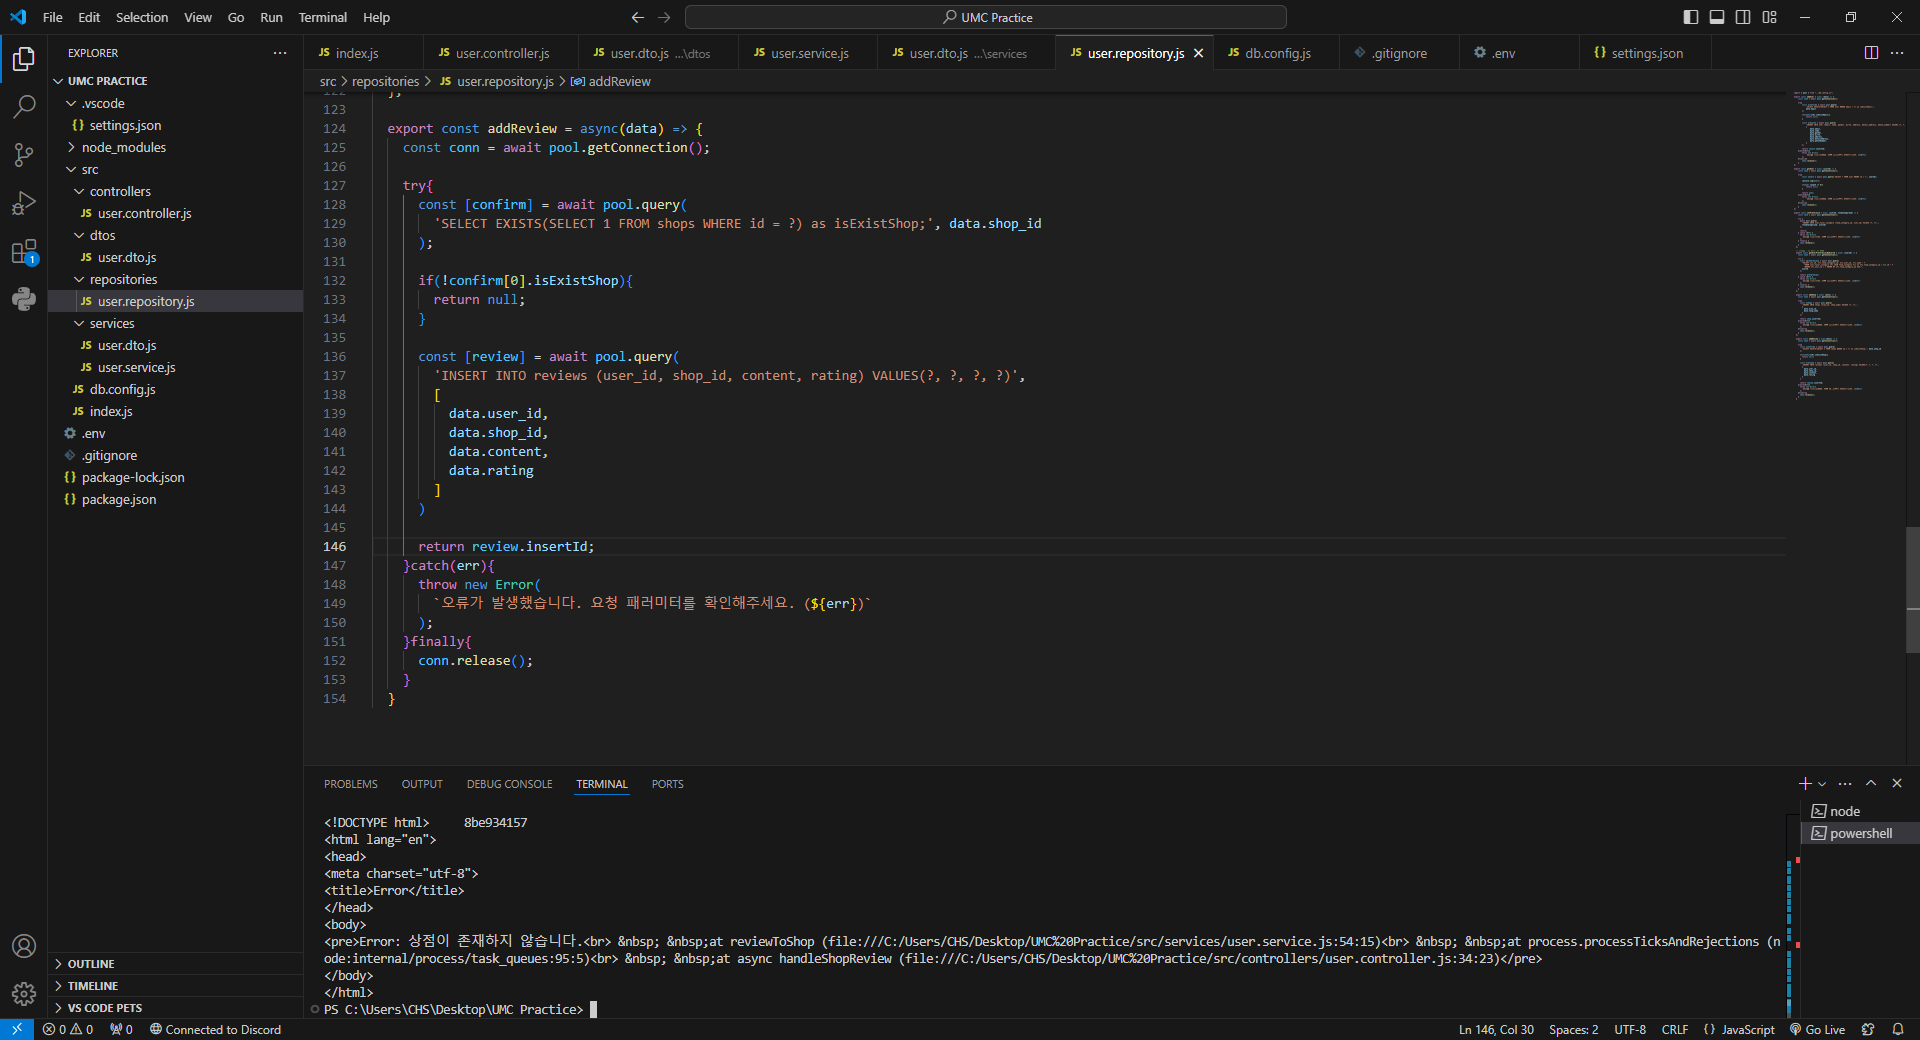 File Edit Selection View Go Run Terminal Help
UMC Practice
EXPLORER
UMC PRACTICE
.vscode
{} settings.json
node_modules
src
controllers
JS user.controller.js
dtos
JS user.dto.js
repositories
JS user.repository.js
services
JS user.dto.js
JS user.service.js
JS db.config.js
JS index.js
.env
.gitignore
{} package-lock.json
{} package.json
OUTLINE
TIMELINE
VS CODE PETS
1
JS index.js
JS user.controller.js
JS user.dto.js ...\dtos
JS user.service.js
JS user.dto.js ...\services
JS user.repository.js
JS db.config.js
.gitignore
.env
{} settings.json
src > repositories > JS user.repository.js > addReview
122 };
123
124 export const addReview = async(data) => {
125 const conn = await pool.getConnection();
126
127 try{
128 const [confirm] = await pool.query(
129 'SELECT EXISTS(SELECT 1 FROM shops WHERE id = ?) as isExistShop;', data.shop_id
130 );
131
132 if(!confirm[0].isExistShop){
133 return null;
134 }
135
136 const [review] = await pool.query(
137 'INSERT INTO reviews (user_id, shop_id, content, rating) VALUES(?, ?, ?, ?)',
138 [
139 data.user_id,
140 data.shop_id,
141 data.content,
142 data.rating
143 ]
144 )
145
146 return review.insertId;
147 }catch(err){
148 throw new Error(
149 `오류가 발생했습니다. 요청 패러미터를 확인해주세요. (${err})`
150 );
151 }finally{
152 conn.release();
153 }
154 }
PROBLEMS OUTPUT DEBUG CONSOLE TERMINAL PORTS
node
powershell
<!DOCTYPE html> 8be934157
<html lang="en">
<head>
<meta charset="utf-8">
<title>Error</title>
</head>
<body>
<pre>Error: 상점이 존재하지 않습니다.<br> &nbsp; &nbsp;at reviewToShop (file:///C:/Users/CHS/Desktop/UMC%20Practice/src/services/user.service.js:54:15)<br> &nbsp; &nbsp;at process.processTicksAndRejections (n
ode:internal/process/task_queues:95:5)<br> &nbsp; &nbsp;at async handleShopReview (file:///C:/Users/CHS/Desktop/UMC%20Practice/src/controllers/user.controller.js:34:23)</pre>
</body>
</html>
PS C:\Users\CHS\Desktop\UMC Practice>
0 0 0 Connected to Discord
Ln 146, Col 30 Spaces: 2 UTF-8 CRLF {} JavaScript Go Live